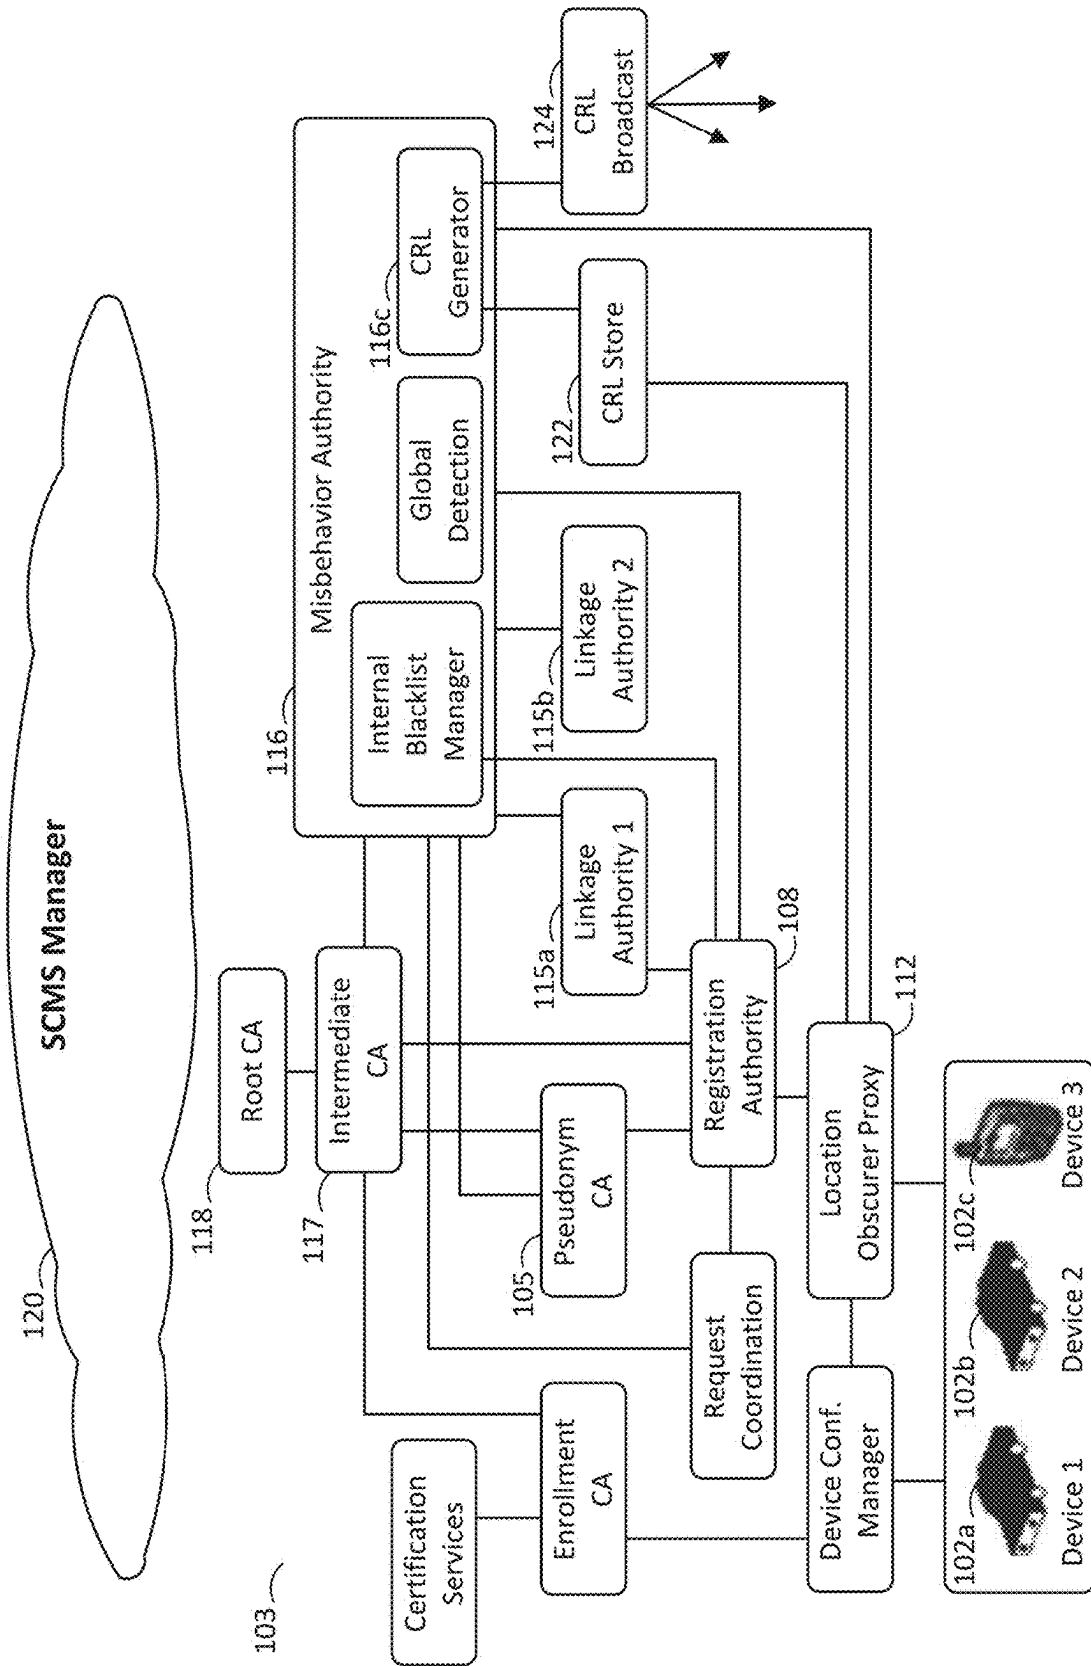 120
SCMS Manager
103
118
Root CA
116
Misbehavior Authority
117
Intermediate
CA
Internal
Blacklist
Manager
Global
Detection
116c
CRL
Generator
Certification
Services
Enrollment
CA
105
Pseudonym
CA
115a
Linkage
Authority 1
115b
Linkage
Authority 2
122
CRL Store
124
CRL
Broadcast
Request
Coordination
Registration
Authority
108
Device Conf.
Manager
Location
Obscurer Proxy
112
102a
102b
102c
Device 1
Device 2
Device 3